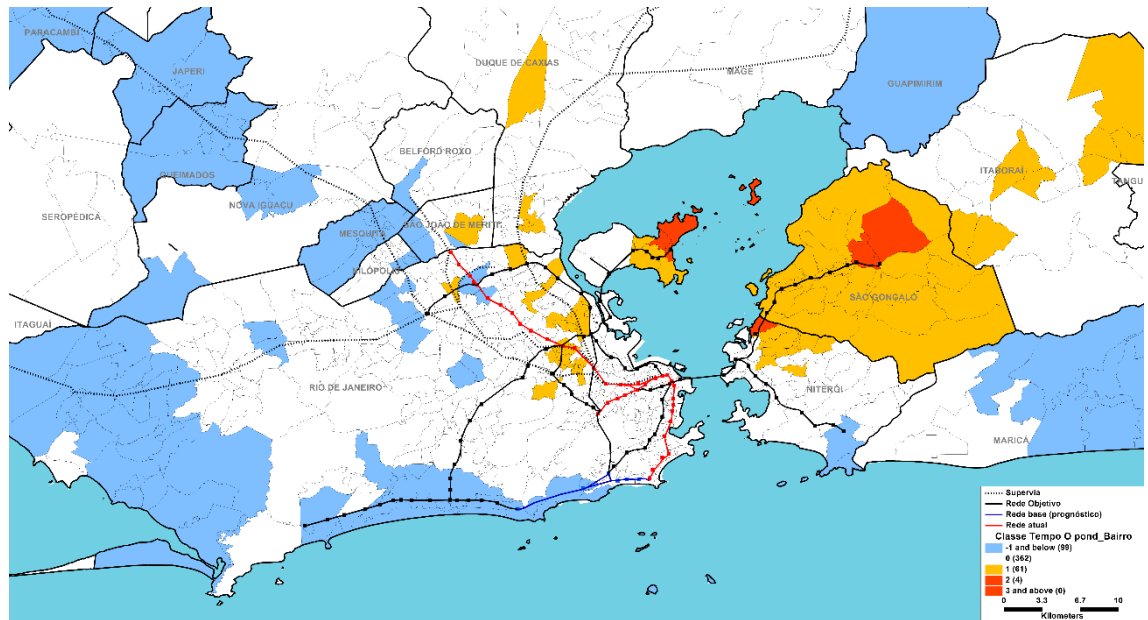 PARACAMBI
DUQUE DE CAXIAS
JAPERI
MAGÉ
GUAPIMIRIM
BELFORD ROXO
ITABORAÍ
QUEIMADOS
TANGU
SEROPÉDICA
NOVA IGUAÇU
SÃO JOÃO DE MERITI
MESQUITA
NILÓPOLIS
SÃO GONÇALO
ITAGUAÍ
RIO DE JANEIRO
NITERÓI
MARICÁ
Supervia
Rede Objetivo
Rede base (prognóstico)
Rede atual
Classe Tempo O pond_Bairro
-1 and below (99)
0 (362)
1 (61)
2 (4)
3 and above (0)
0 3.3 6.7 10
Kilometers